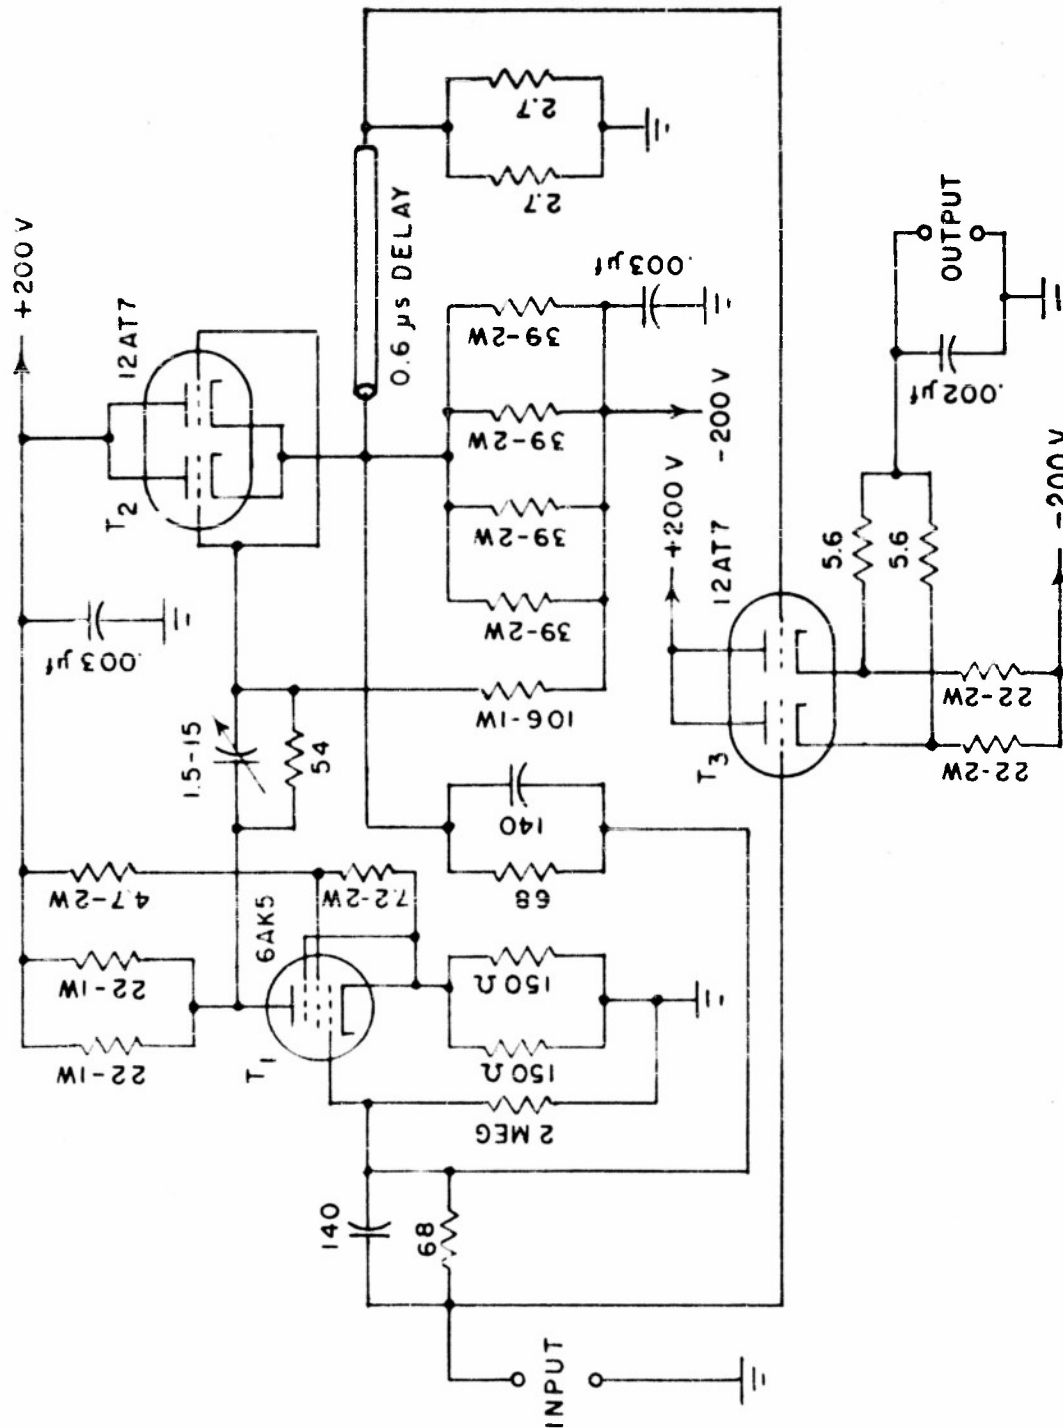 +200 V
.003 µf
T2
12AT7
22-1W
22-1W
4.7-2W
1.5-15
54
6AK5
T1
7.2-2W
106-1W
0.6 µs DELAY
2.7
2.7
140
68
2 MEG
150Ω
150Ω
68
140
39-2W
39-2W
39-2W
39-2W
.003 µf
-200 V
INPUT
+200 V
T3
12AT7
5.6
5.6
22-2W
22-2W
-200 V
.002 µf
OUTPUT